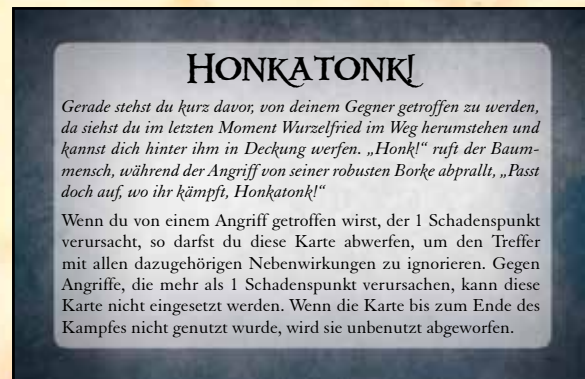 HONKATONK!
Gerade stehst du kurz davor, von deinem Gegner getroffen zu werden,
da siehst du im letzten Moment Wurzelfried im Weg herumstehen und
kannst dich hinter ihm in Deckung werfen. „Honk!“ ruft der Baum-
mensch, während der Angriff von seiner robusten Borke abprallt, „Passt
doch auf, wo ihr kämpft, Honkatonk!“
Wenn du von einem Angriff getroffen wirst, der 1 Schadenspunkt
verursacht, so darfst du diese Karte abwerfen, um den Treffer
mit allen dazugehörigen Nebenwirkungen zu ignorieren. Gegen
Angriffe, die mehr als 1 Schadenspunkt verursachen, kann diese
Karte nicht eingesetzt werden. Wenn die Karte bis zum Ende des
Kampfes nicht genutzt wurde, wird sie unbenutzt abgeworfen.